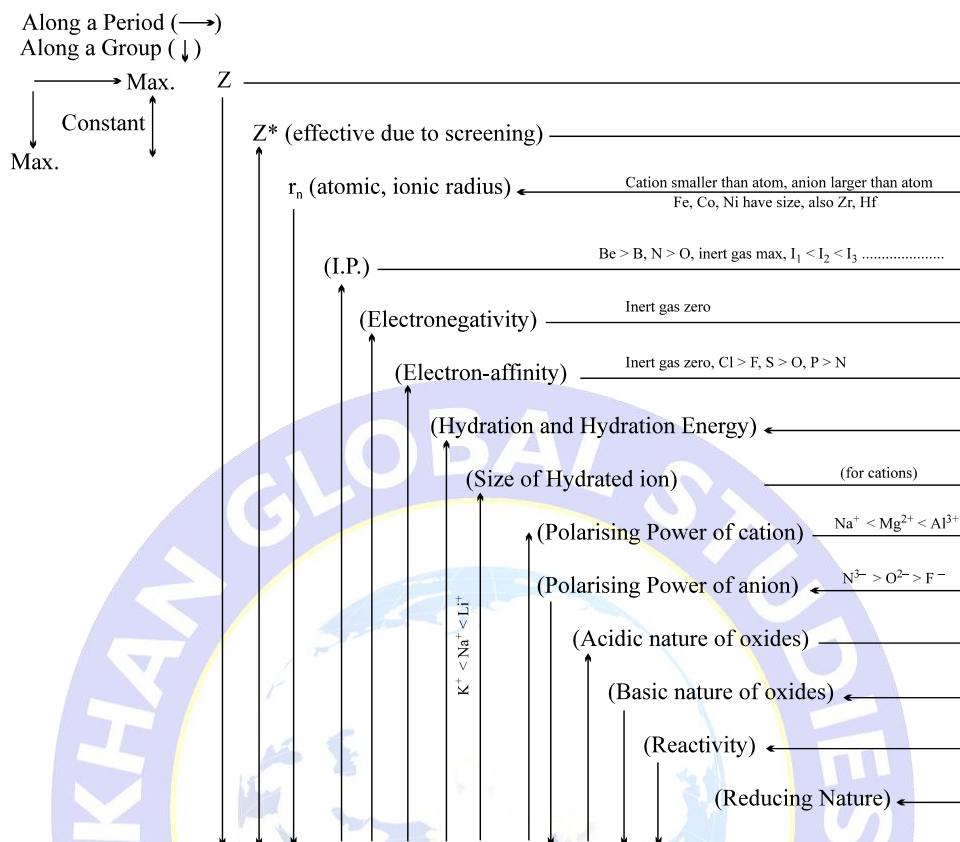 Along a Period (⟶)
Along a Group (↓)
Max.
Constant
Max.
Z
Z* (effective due to screening)
rₙ (atomic, ionic radius)
Cation smaller than atom, anion larger than atom
Fe, Co, Ni have size, also Zr, Hf
(I.P.)
Be > B, N > O, inert gas max, I₁ < I₂ < I₃ .....................
(Electronegativity)
Inert gas zero
(Electron-affinity)
Inert gas zero, Cl > F, S > O, P > N
(Hydration and Hydration Energy)
(Size of Hydrated ion)
(for cations)
(Polarising Power of cation)
Na⁺ < Mg²⁺ < Al³⁺
(Polarising Power of anion)
N³⁻ > O²⁻ > F⁻
K⁺ < Na⁺ < Li⁺
(Acidic nature of oxides)
(Basic nature of oxides)
(Reactivity)
(Reducing Nature)
KHAN GLOBAL STUDIES